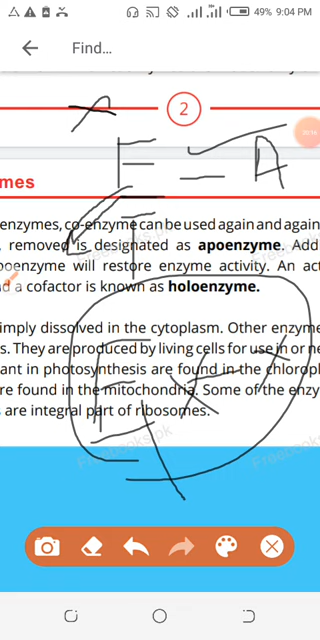 49% 9:04 PM
Find...
2
mes
enzymes, co-enzyme can be used again and again
removed is designated as apoenzyme. Add
poenzyme will restore enzyme activity. An act
d a cofactor is known as holoenzyme.
imply dissolved in the cytoplasm. Other enzyme
s. They are produced by living cells for use in or ne
ant in photosynthesis are found in the chlorop
re found in the mitochondria. Some of the enzy
are integral part of ribosomes.
Freebooks.pk